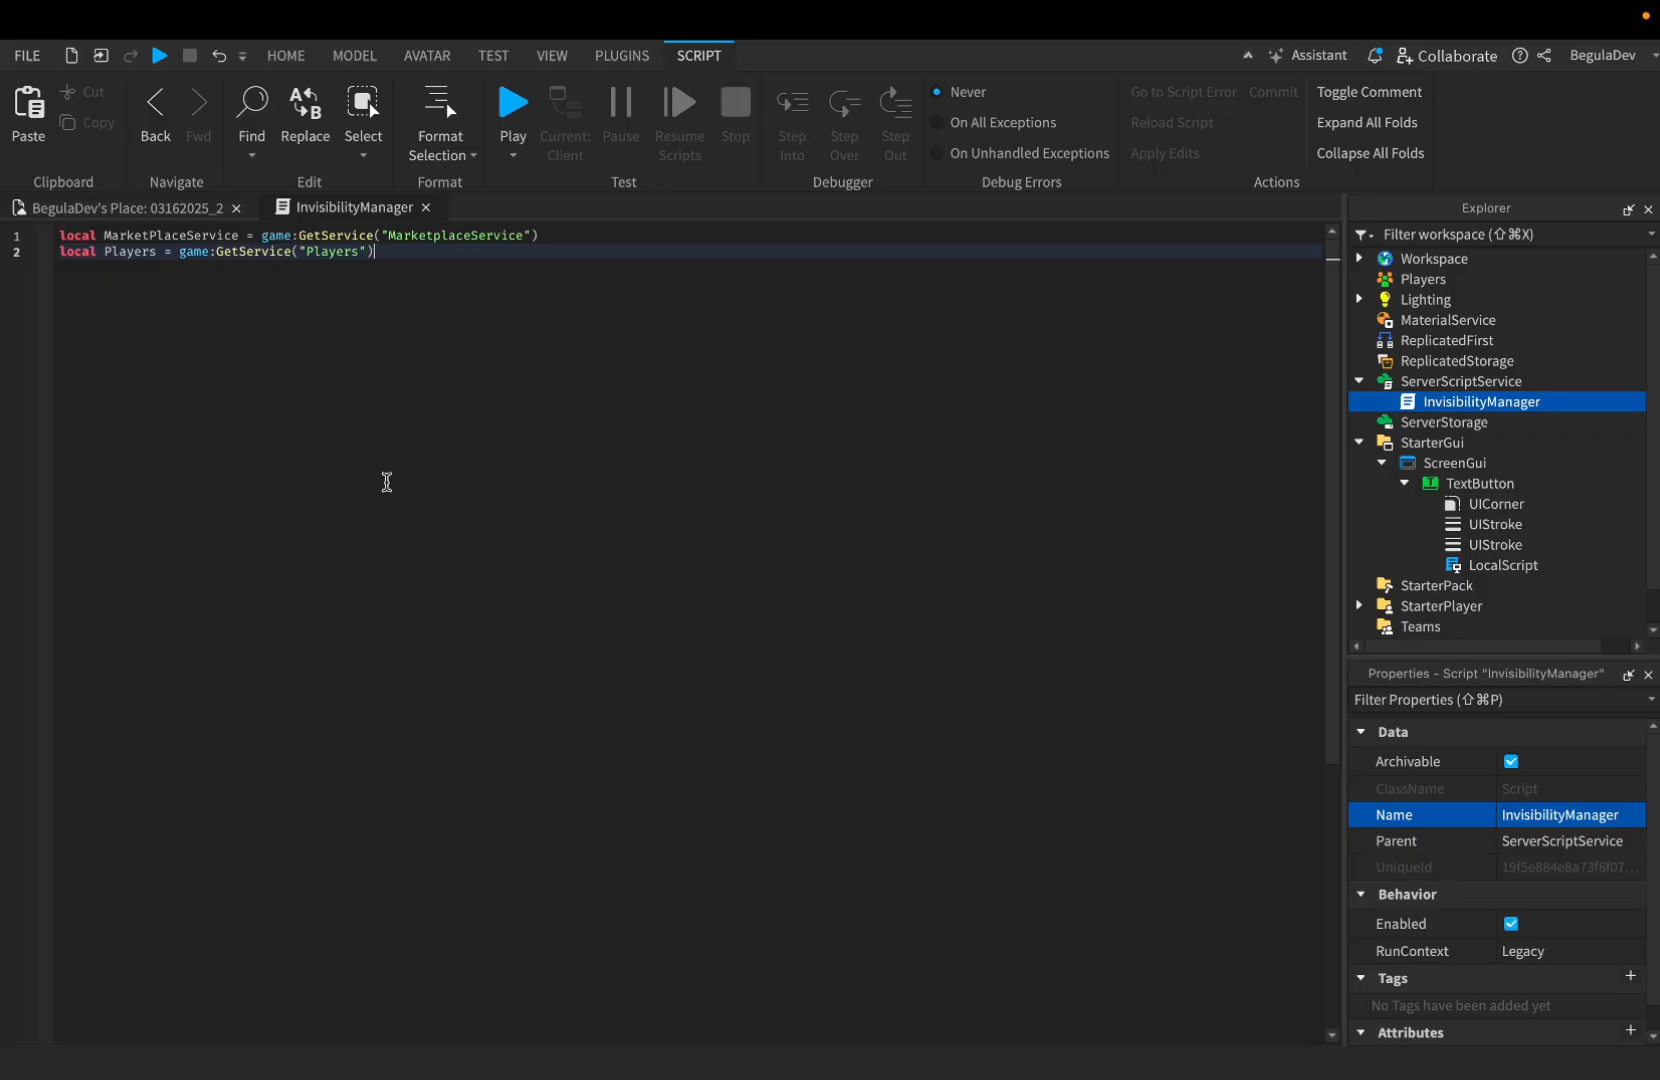 FILE HOME MODEL AVATAR TEST VIEW PLUGINS SCRIPT Assistant Collaborate BegulaDev
Paste Cut Copy Clipboard
Back Fwd Navigate
Find Replace Select Edit
Format Selection Format
Play Current: Client Pause Resume Scripts Stop Test
Step Into Step Over Step Out Debugger
Never
On All Exceptions
On Unhandled Exceptions
Debug Errors
Go to Script Error Commit Toggle Comment
Reload Script Expand All Folds
Apply Edits Collapse All Folds
Actions
BegulaDev's Place: 03162025_2 × InvisibilityManager ×
1 local MarketPlaceService = game:GetService("MarketplaceService")
2 local Players = game:GetService("Players")
Explorer
Filter workspace (⇧⌘X)
Workspace
Players
Lighting
MaterialService
ReplicatedFirst
ReplicatedStorage
ServerScriptService
InvisibilityManager
ServerStorage
StarterGui
ScreenGui
TextButton
UICorner
UIStroke
UIStroke
LocalScript
StarterPack
StarterPlayer
Teams
Properties - Script "InvisibilityManager"
Filter Properties (⇧⌘P)
Data
Archivable
ClassName Script
Name InvisibilityManager
Parent ServerScriptService
UniqueId 19f5e884e8a73f6f07...
Behavior
Enabled
RunContext Legacy
Tags +
No Tags have been added yet
Attributes +